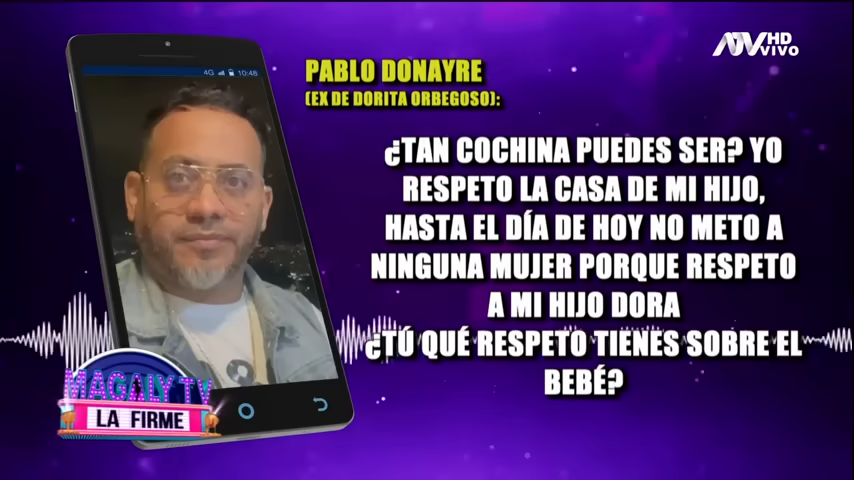 ATV HD
VIVO
4G 10:48
PABLO DONAYRE
(EX DE DORITA ORBEGOSO):
¿TAN COCHINA PUEDES SER? YO
RESPETO LA CASA DE MI HIJO,
HASTA EL DÍA DE HOY NO METO A
NINGUNA MUJER PORQUE RESPETO
A MI HIJO DORA
¿TÚ QUÉ RESPETO TIENES SOBRE EL
BEBÉ?
MAGALY TV
LA FIRME